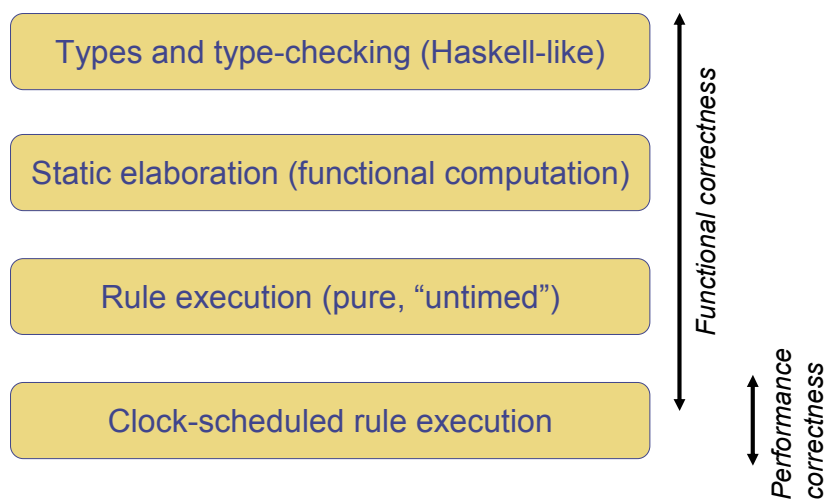 Types and type-checking (Haskell-like)
Static elaboration (functional computation)
Rule execution (pure, “untimed”)
Clock-scheduled rule execution
Functional correctness
Performance
correctness